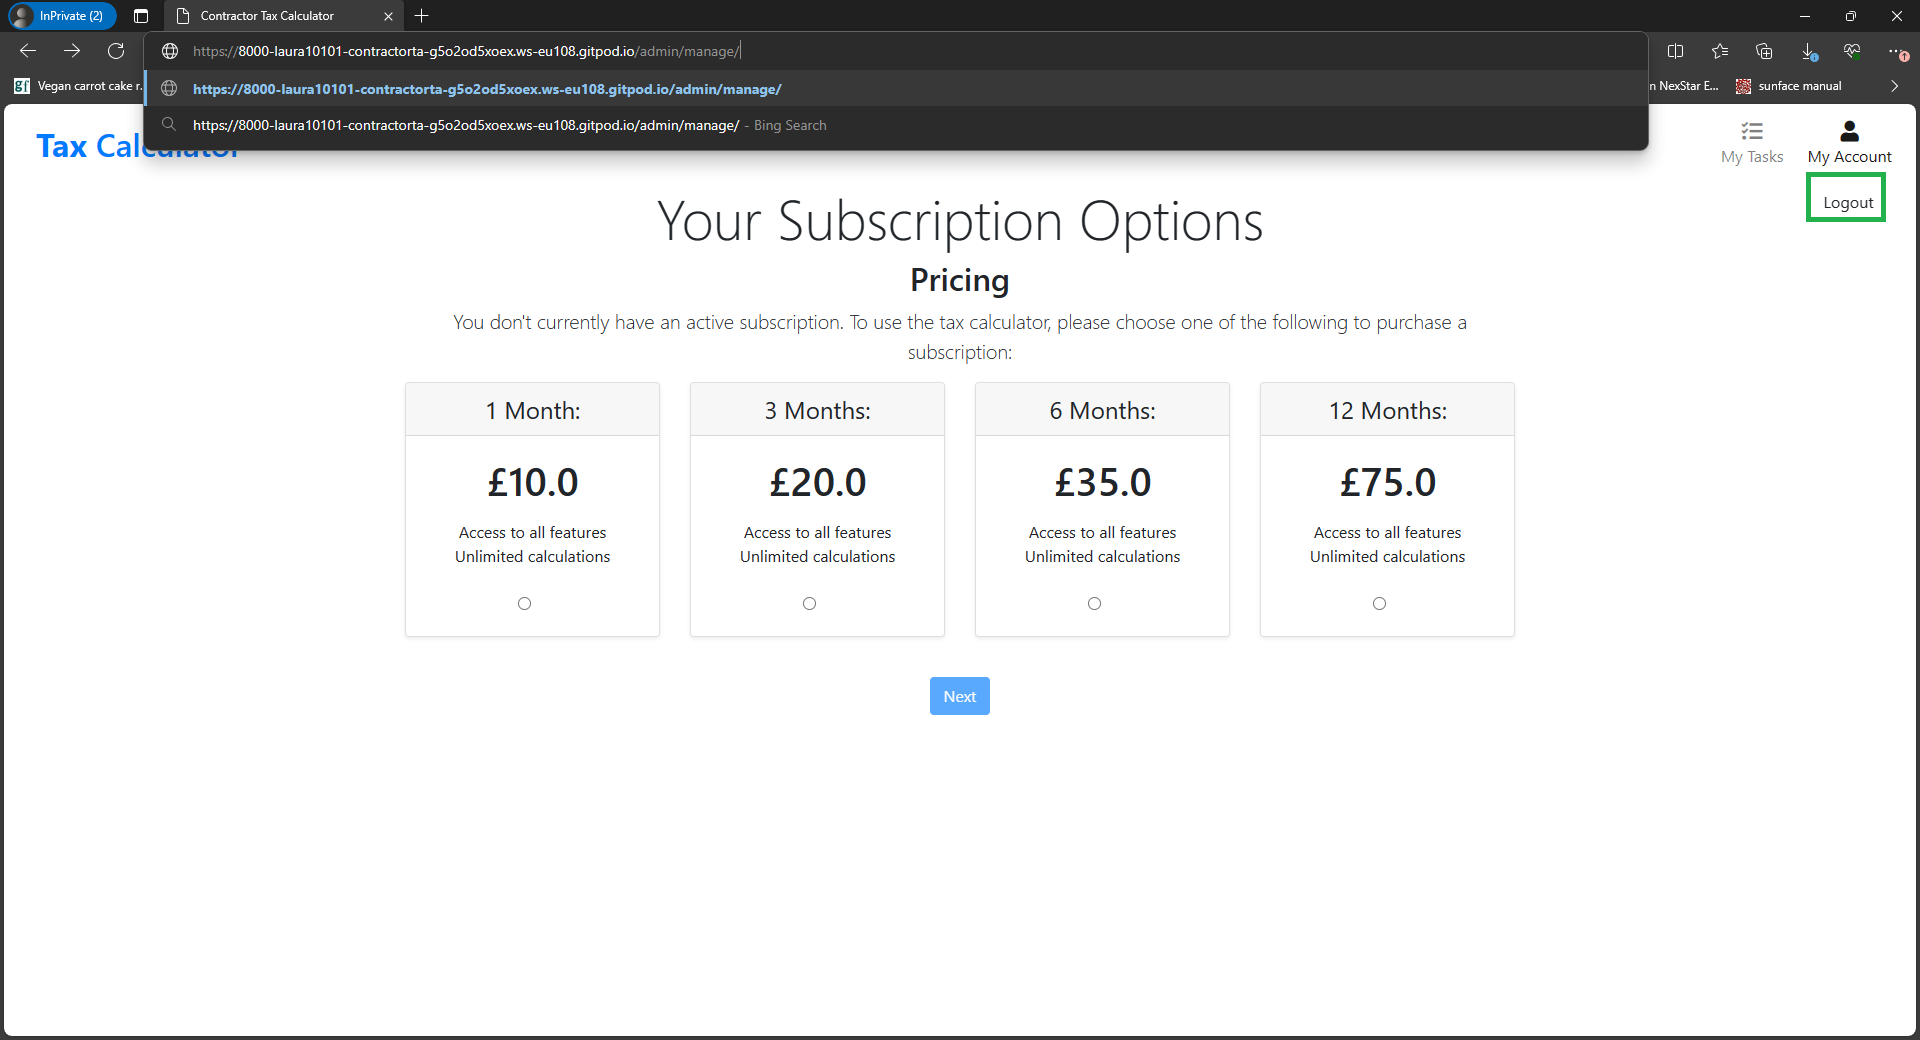 InPrivate (2)
Contractor Tax Calculator
https://8000-laura10101-contractorta-g5o2od5xoex.ws-eu108.gitpod.io/admin/manage/
Vegan carrot cake r...
https://8000-laura10101-contractorta-g5o2od5xoex.ws-eu108.gitpod.io/admin/manage/
n NexStar E...
sunface manual
https://8000-laura10101-contractorta-g5o2od5xoex.ws-eu108.gitpod.io/admin/manage/ - Bing Search
Tax Calculator
My Tasks
My Account
Logout
Your Subscription Options
Pricing
You don't currently have an active subscription. To use the tax calculator, please choose one of the following to purchase a
subscription:
1 Month:
£10.0
Access to all features
Unlimited calculations
3 Months:
£20.0
Access to all features
Unlimited calculations
6 Months:
£35.0
Access to all features
Unlimited calculations
12 Months:
£75.0
Access to all features
Unlimited calculations
Next